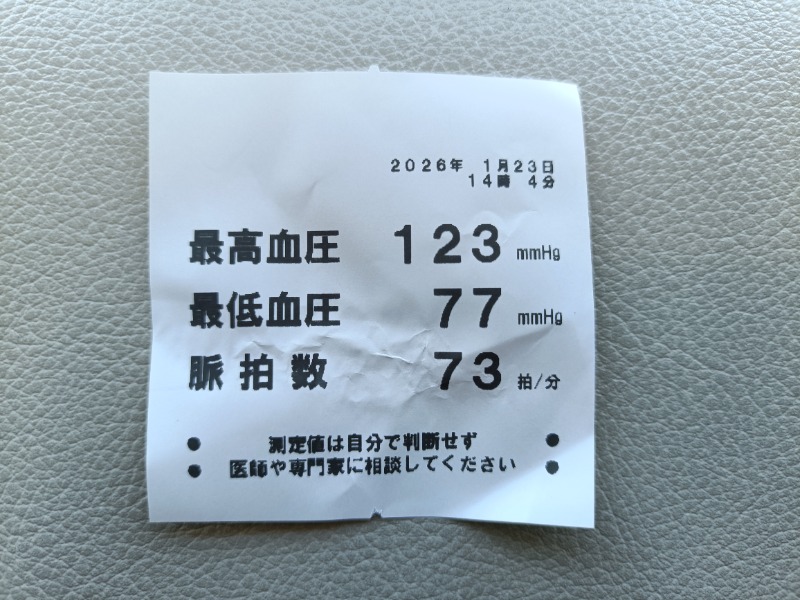 2026年 1月23日
14時 4分
最高血圧 123 mmHg
最低血圧 77 mmHg
脈拍数 73 拍/分
● 測定値は自分で判断せず ●
● 医師や専門家に相談してください ●